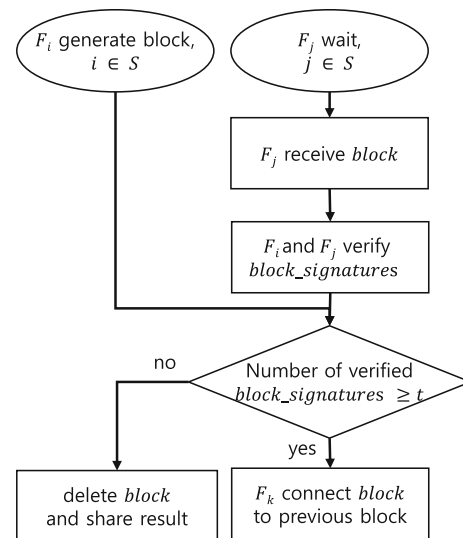 F_i generate block,
i ∈ S
F_j wait,
j ∈ S
F_j receive block
F_i and F_j verify
block_signatures
no
Number of verified
block_signatures ≥ t
yes
delete block
and share result
F_k connect block
to previous block